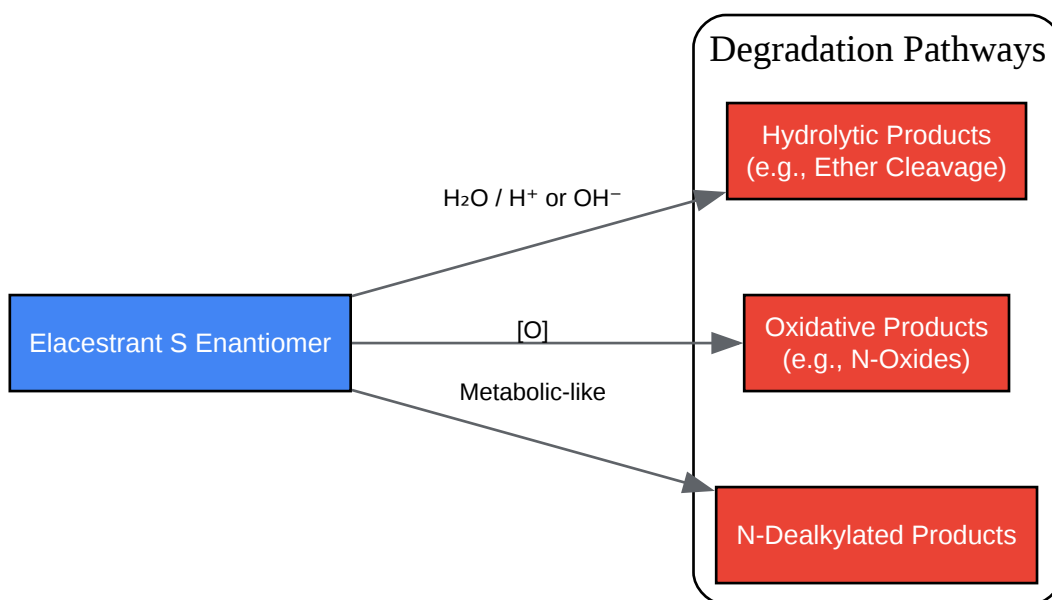 Degradation Pathways
Hydrolytic Products
(e.g., Ether Cleavage)
H₂O / H⁺ or OH⁻
Elacestrant S Enantiomer
[O]
Oxidative Products
(e.g., N-Oxides)
Metabolic-like
N-Dealkylated Products